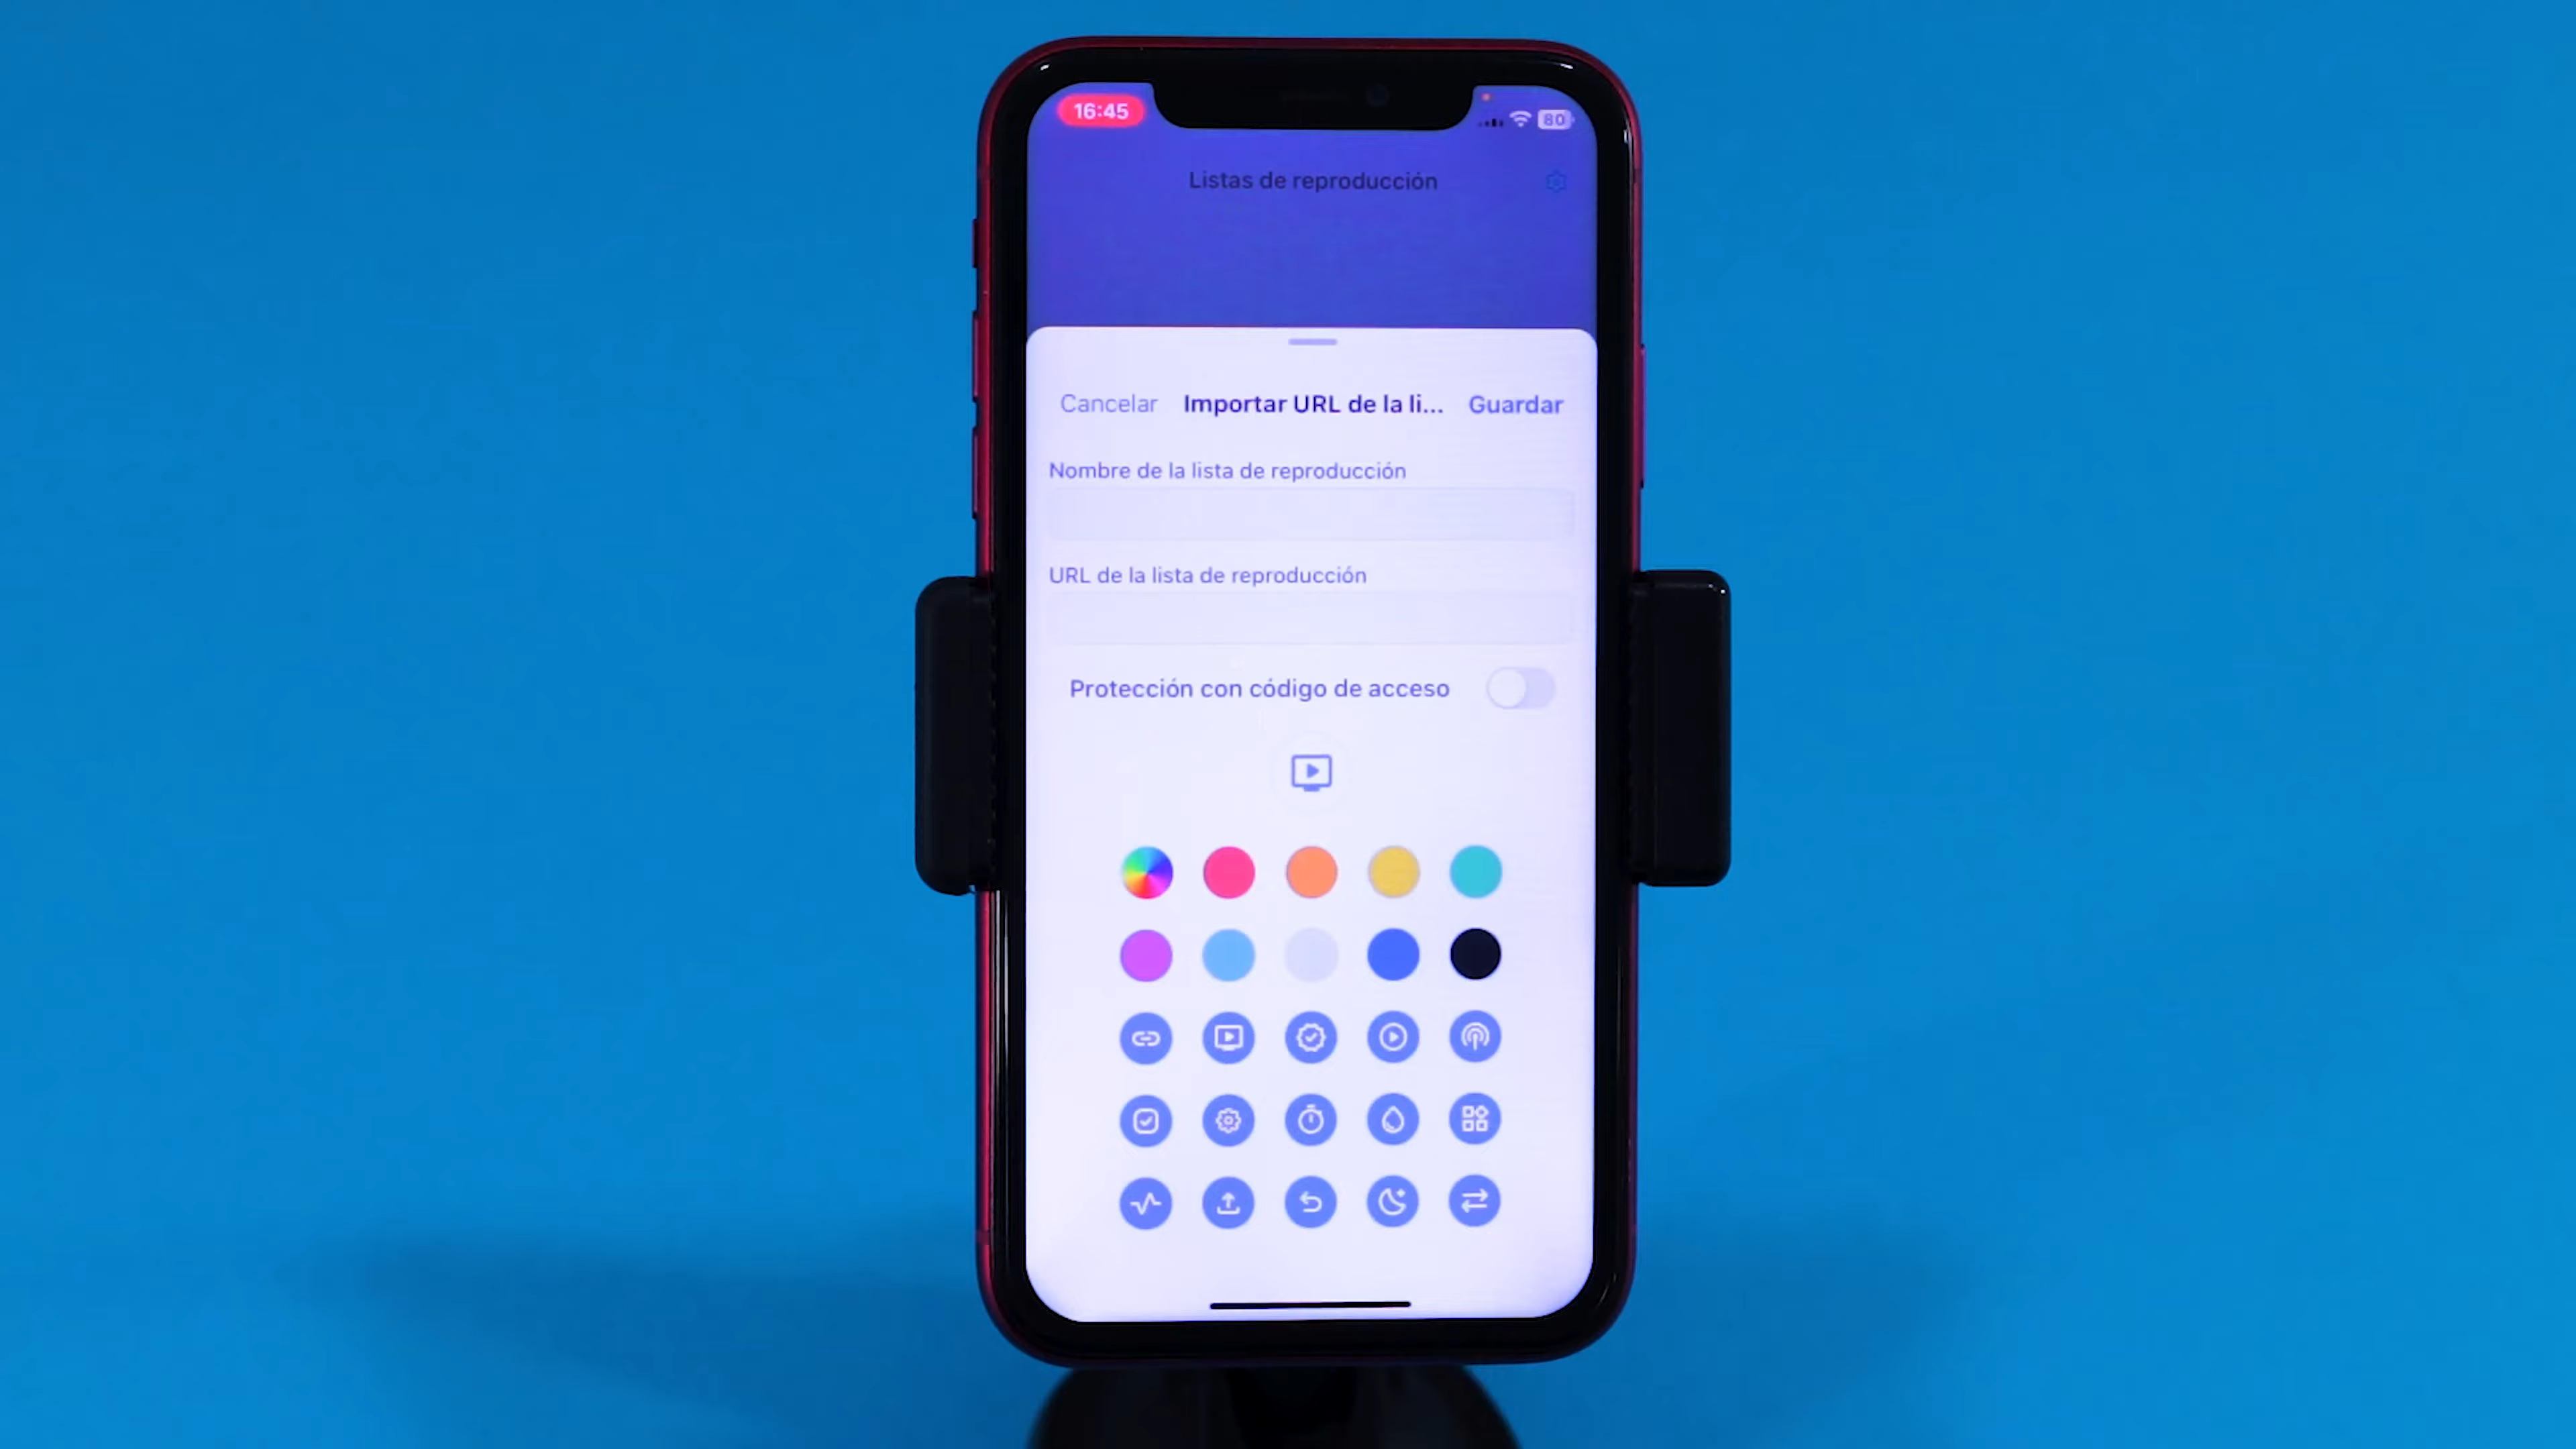 16:45
80
Listas de reproducción
Cancelar
Importar URL de la li...
Guardar
Nombre de la lista de reproducción
URL de la lista de reproducción
Protección con código de acceso